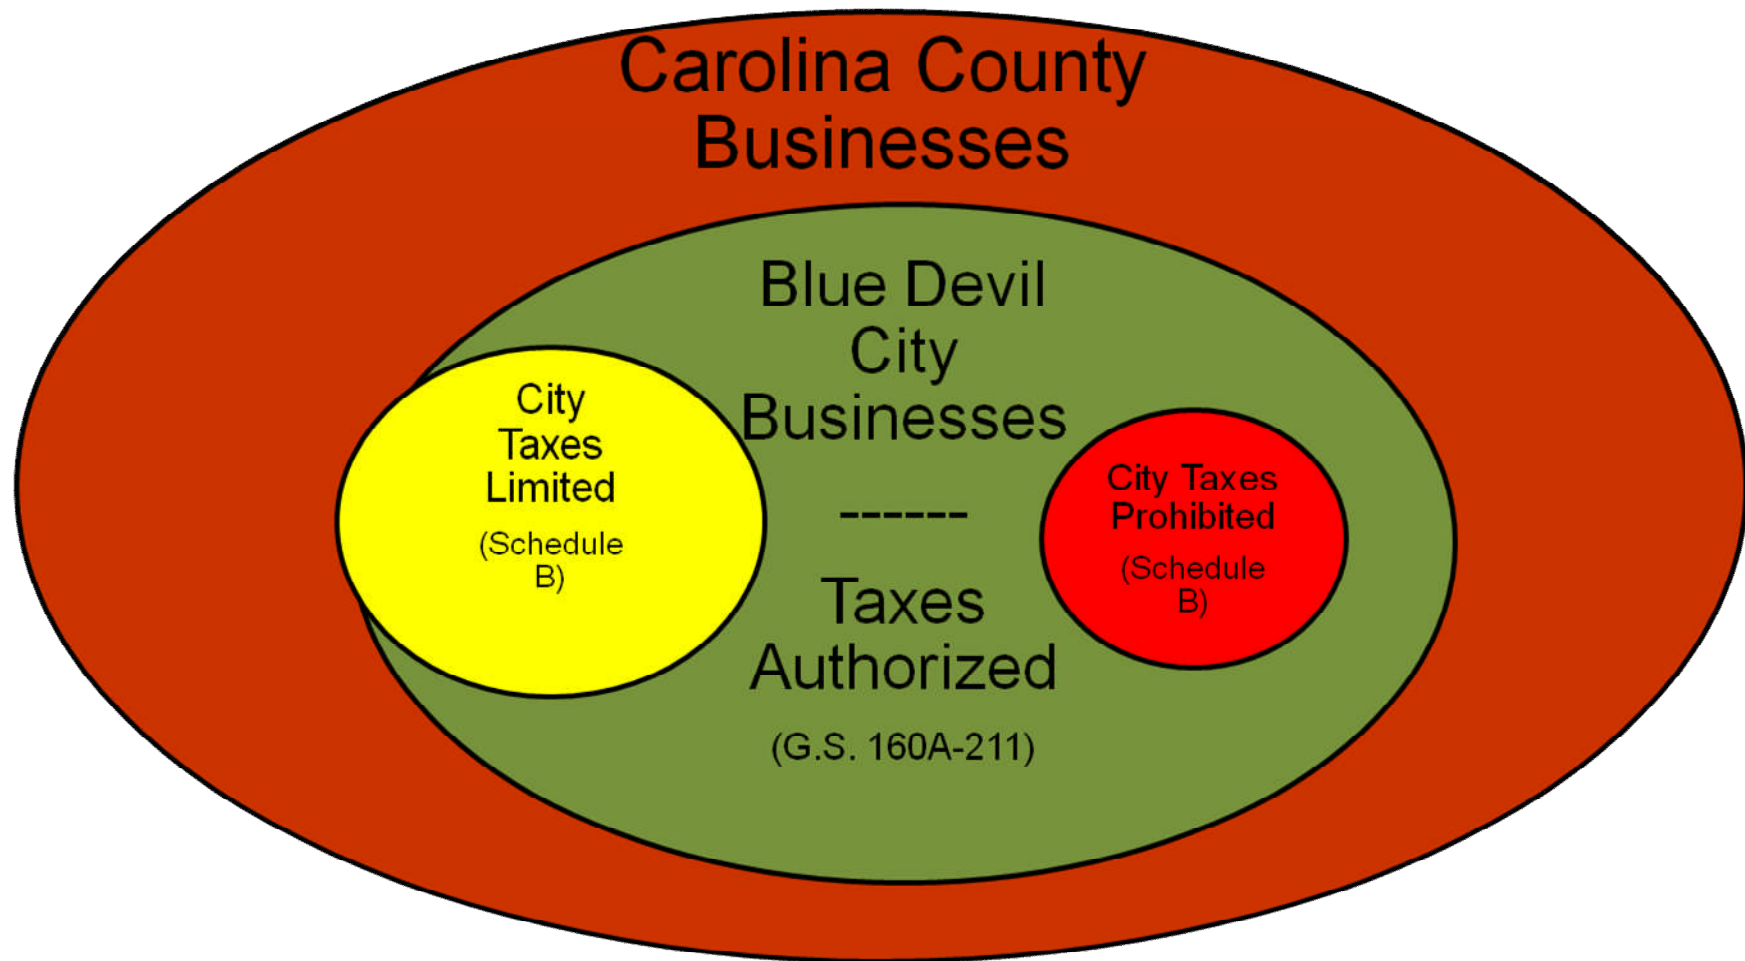 Carolina County
Businesses
Blue Devil
City
Businesses
------
Taxes
Authorized
(G.S. 160A-211)
City
Taxes
Limited
(Schedule
B)
City Taxes
Prohibited
(Schedule
B)